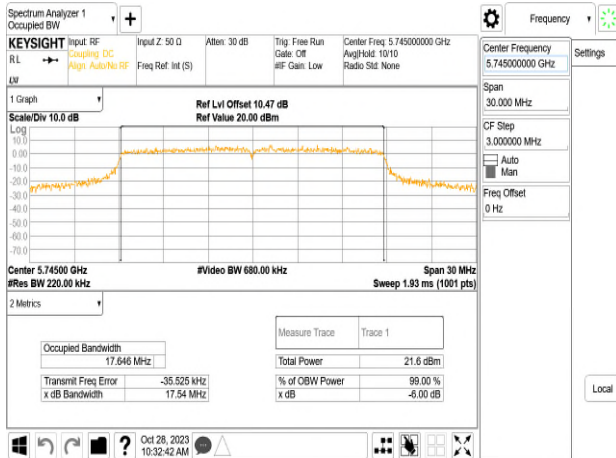 Spectrum Analyzer 1
Occupied BW
+
Frequency
KEYSIGHT
RL
Input: RF
Coupling: DC
Align: Auto/No RF
Input Z: 50 Ω
Freq Ref: Int (S)
Atten: 30 dB
Trig: Free Run
Gate: Off
#IF Gain: Low
Center Freq: 5.745000000 GHz
Avg|Hold: 10/10
Radio Std: None
Center Frequency
5.745000000 GHz
Settings
Span
30.000 MHz
CF Step
3.000000 MHz
Auto
Man
Freq Offset
0 Hz
Local
1 Graph
Scale/Div 10.0 dB
Ref Lvl Offset 10.47 dB
Ref Value 20.00 dBm
Log
10.0
0.00
-10.0
-20.0
-30.0
-40.0
-50.0
-60.0
-70.0
Center 5.74500 GHz
#Res BW 220.00 kHz
#Video BW 680.00 kHz
Span 30 MHz
Sweep 1.93 ms (1001 pts)
2 Metrics
Measure Trace Trace 1
Occupied Bandwidth
17.646 MHz
Total Power 21.6 dBm
Transmit Freq Error -35.525 kHz
% of OBW Power 99.00 %
x dB Bandwidth 17.54 MHz
x dB -6.00 dB
?
Oct 28, 2023
10:32:42 AM